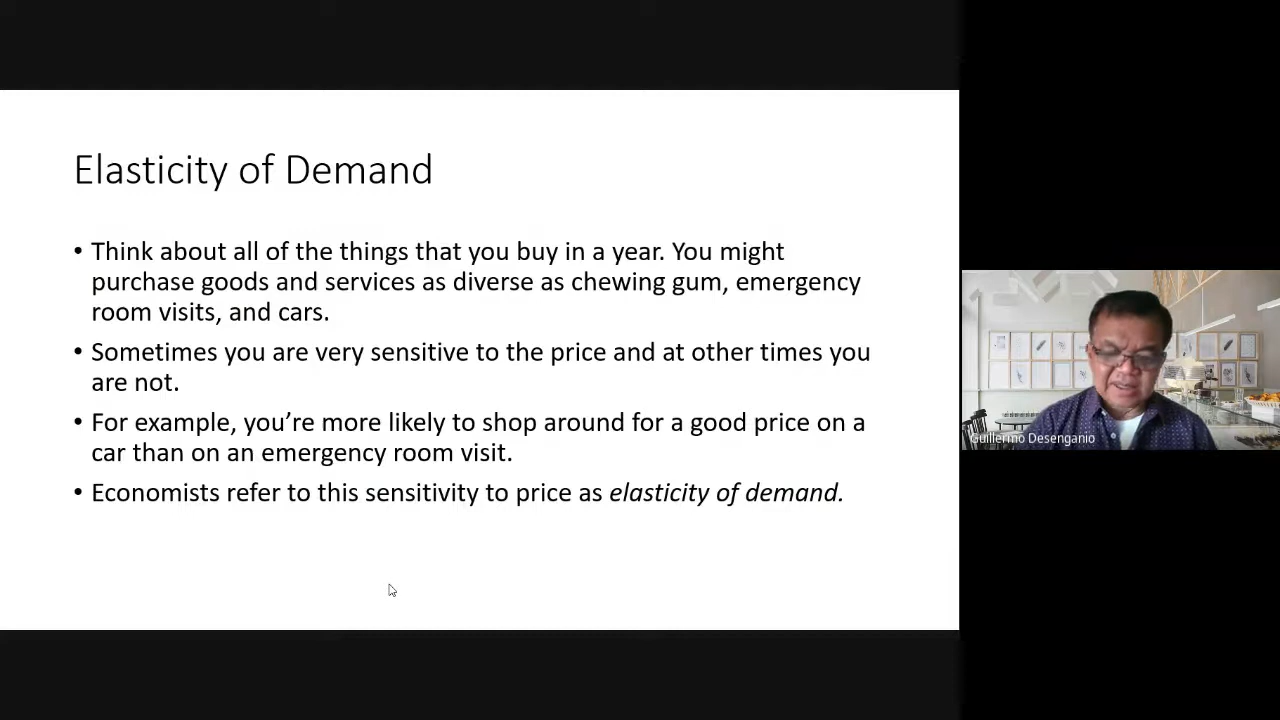 Elasticity of Demand
• Think about all of the things that you buy in a year. You might
purchase goods and services as diverse as chewing gum, emergency
room visits, and cars.
• Sometimes you are very sensitive to the price and at other times you
are not.
• For example, you’re more likely to shop around for a good price on a
car than on an emergency room visit.
• Economists refer to this sensitivity to price as elasticity of demand.
Guillermo Desenganio